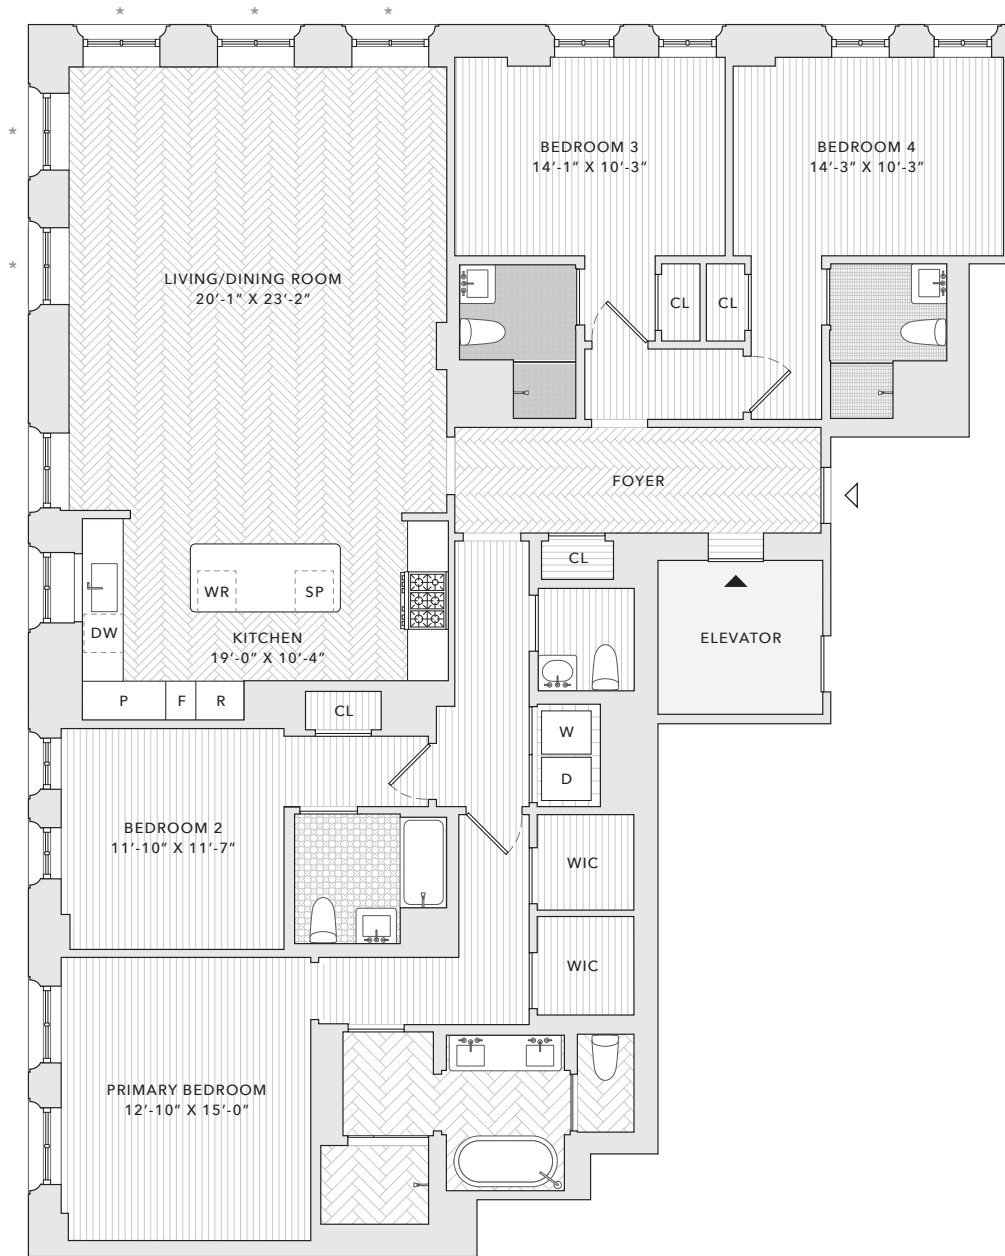 * * *
*
BEDROOM 3
14'-1" X 10'-3"
BEDROOM 4
14'-3" X 10'-3"
*
LIVING/DINING ROOM
20'-1" X 23'-2"
CL
CL
FOYER
CL
WR
SP
DW
KITCHEN
19'-0" X 10'-4"
ELEVATOR
P
F
R
CL
W
D
BEDROOM 2
11'-10" X 11'-7"
WIC
WIC
PRIMARY BEDROOM
12'-10" X 15'-0"